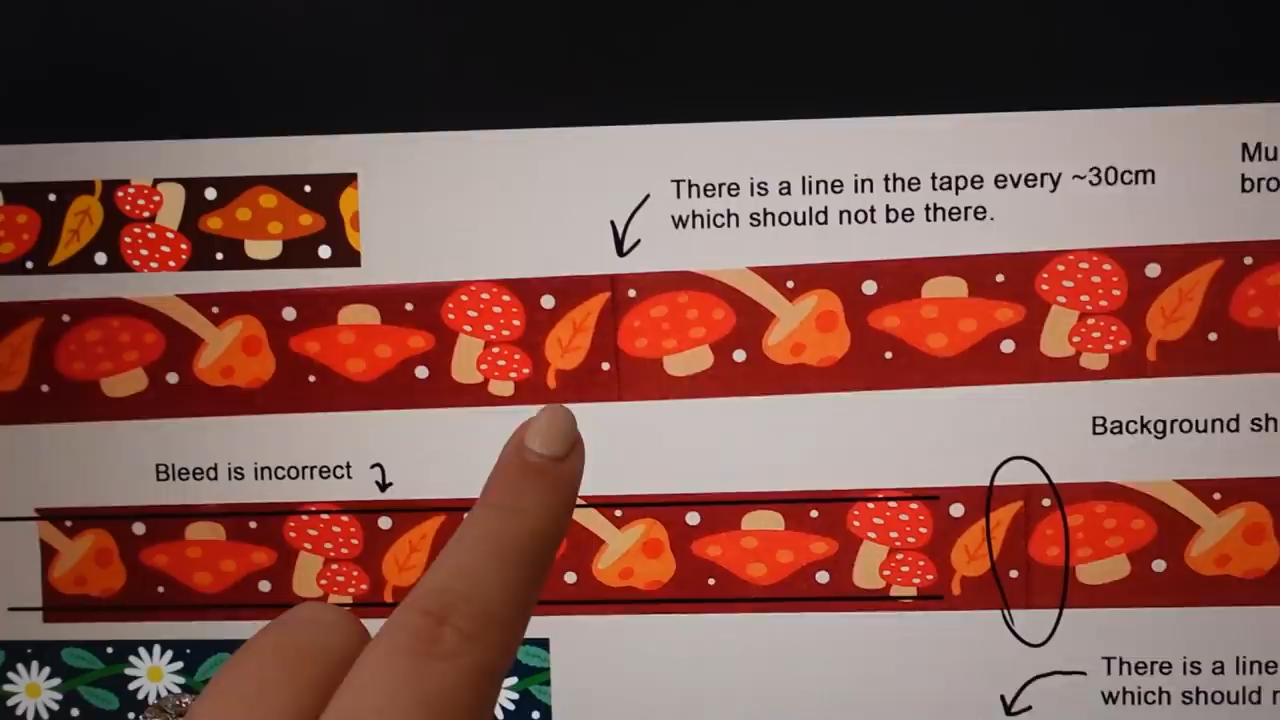 Mu
bro
There is a line in the tape every ~30cm
which should not be there.
Background sh
Bleed is incorrect
There is a line
which should